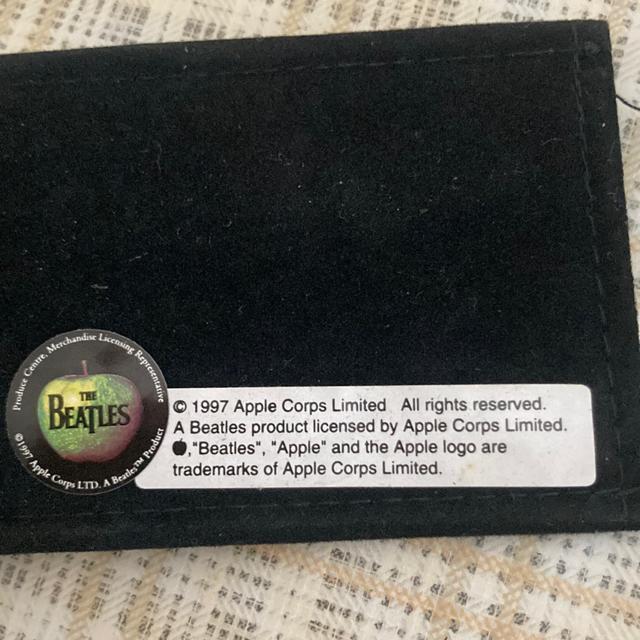 Produce Centre, Merchandise Licensing Representative
THE
BEATLES
© 1997 Apple Corps LTD. A Beatles™ Product
© 1997 Apple Corps Limited All rights reserved.
A Beatles product licensed by Apple Corps Limited.
,"Beatles", "Apple" and the Apple logo are
trademarks of Apple Corps Limited.